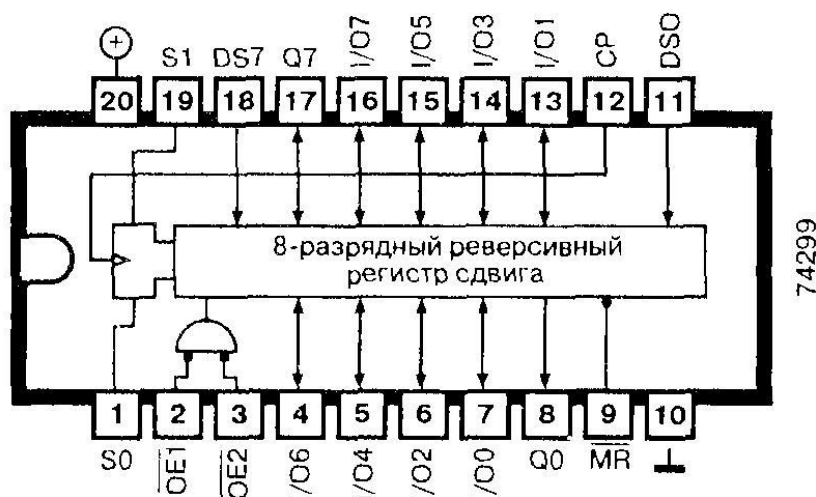 S1 DS7 Q7 I/O7 I/O5 I/O3 I/O1 CP DSO
20 19 18 17 16 15 14 13 12 11
8-разрядный реверсивный
регистр сдвига
74299
1 2 3 4 5 6 7 8 9 10
S0 OE1 OE2 /O6 /O4 /O2 /O0 Q0 MR